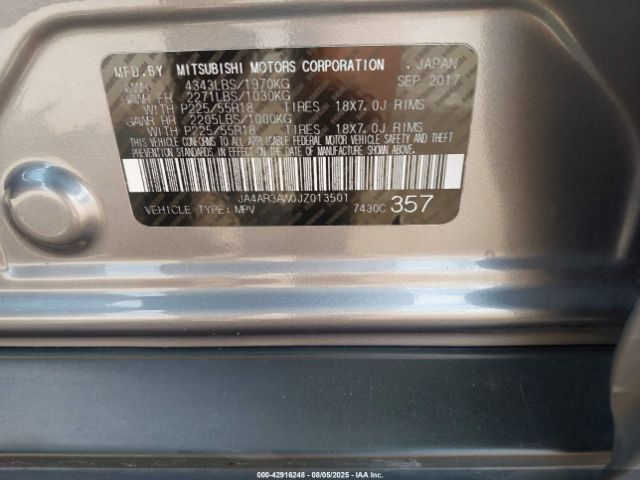 MFD.BY MITSUBISHI MOTORS CORPORATION , JAPAN
GVWR 4343LBS/1970KG SEP 2017
GAWR FR 2271LBS/1030KG
WITH P225/55R18 TIRES 18X7.0J RIMS
GAWR RR 2205LBS/1000KG
WITH P225/55R18 TIRES 18X7.0J RIMS
THIS VEHICLE CONFORMS TO ALL APPLICABLE FEDERAL MOTOR VEHICLE SAFETY AND THEFT
PREVENTION STANDARDS IN EFFECT ON THE DATE OF MANUFACTURE SHOWN ABOVE.
JA4AR3AW0JZ013501
VEHICLE TYPE: MPV 7430C 357
000-42916248 - 08/05/2025 - Copyright © IAA, LLC